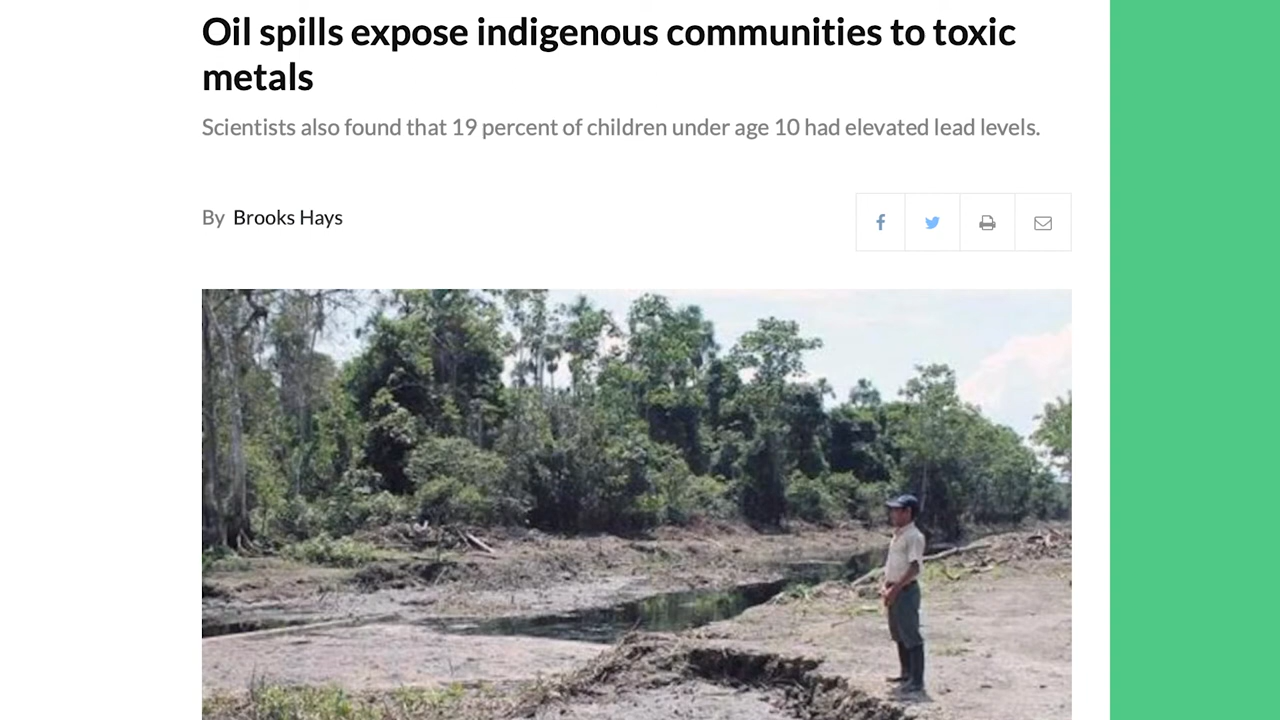 Oil spills expose indigenous communities to toxic
metals
Scientists also found that 19 percent of children under age 10 had elevated lead levels.
By Brooks Hays